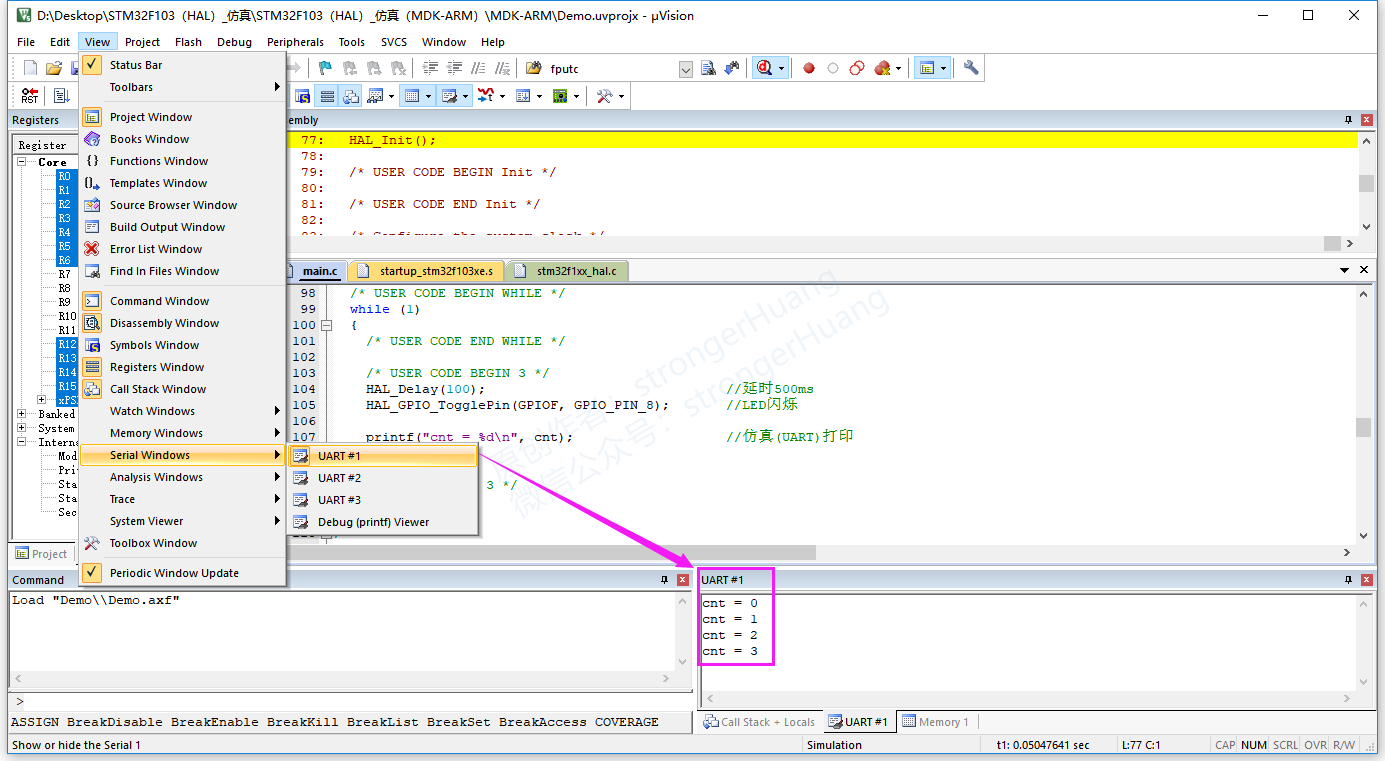 D:\Desktop\STM32F103（HAL）_仿真\STM32F103（HAL）_仿真（MDK-ARM）\MDK-ARM\Demo.uvprojx - µVision
File Edit View Project Flash Debug Peripherals Tools SVCS Window Help
Status Bar
Toolbars
Project Window
Books Window
Functions Window
Templates Window
Source Browser Window
Build Output Window
Error List Window
Find In Files Window
Command Window
Disassembly Window
Symbols Window
Registers Window
Call Stack Window
Watch Windows
Memory Windows
Serial Windows
Analysis Windows
Trace
System Viewer
Toolbox Window
Periodic Window Update
UART #1
UART #2
UART #3
Debug (printf) Viewer
fputc
RST
Registers
Register
Core
R0
R1
R2
R3
R4
R5
R6
R7
R8
R9
R10
R11
R12
R13
R14
R15
xPS
Banked
System
Intern
Mod
Pri
Sta
Sta
Sec
Project
embly
77: HAL_Init();
78:
79: /* USER CODE BEGIN Init */
80:
81: /* USER CODE END Init */
82:
main.c startup_stm32f103xe.s stm32f1xx_hal.c
98 /* USER CODE BEGIN WHILE */
99 while (1)
100 {
101 /* USER CODE END WHILE */
102
103 /* USER CODE BEGIN 3 */
104 HAL_Delay(100); //延时500ms
105 HAL_GPIO_TogglePin(GPIOF, GPIO_PIN_8); //LED闪烁
106
107 printf("cnt = %d\n", cnt); //仿真(UART)打印
3 */
原创作者：strongerHuang
微信公众号：strongerHuang
Command
Load "Demo\\Demo.axf"
>
ASSIGN BreakDisable BreakEnable BreakKill BreakList BreakSet BreakAccess COVERAGE
UART #1
cnt = 0
cnt = 1
cnt = 2
cnt = 3
Call Stack + Locals UART #1 Memory 1
Show or hide the Serial 1 Simulation t1: 0.05047641 sec L:77 C:1 CAP NUM SCRL OVR R/W